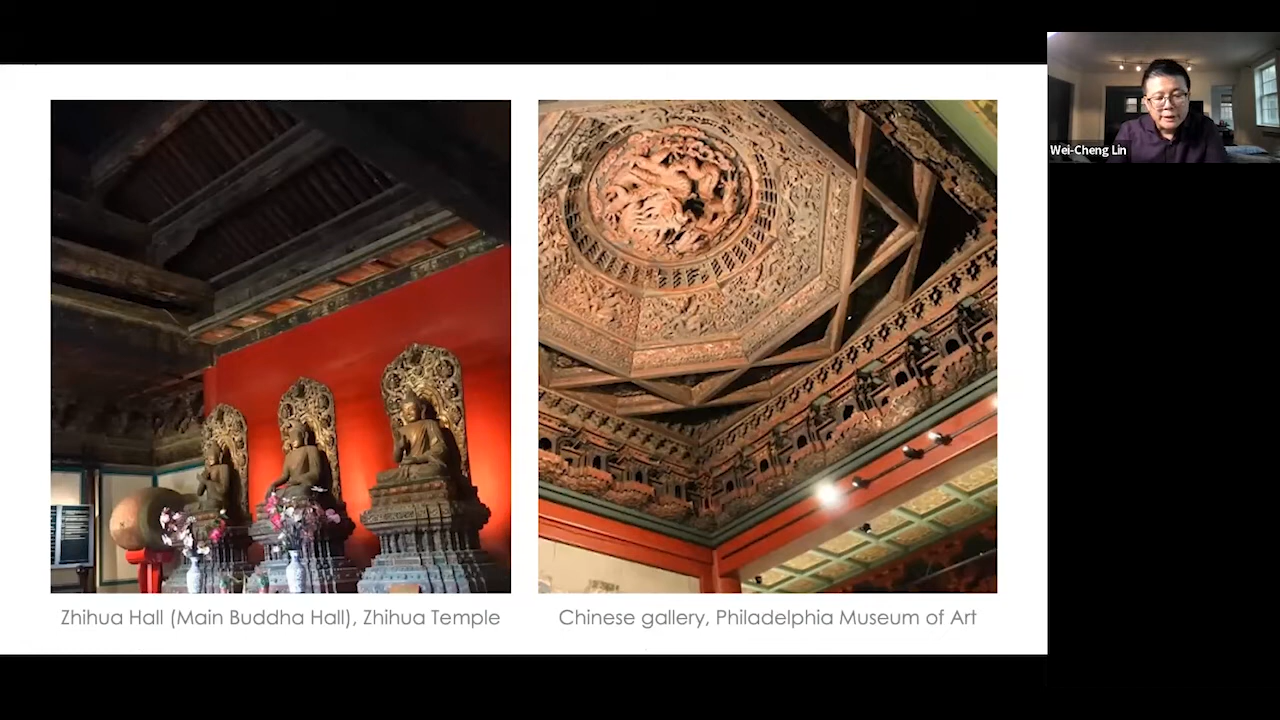 Zhihua Hall (Main Buddha Hall), Zhihua Temple
Chinese gallery, Philadelphia Museum of Art
Wei-Cheng Lin